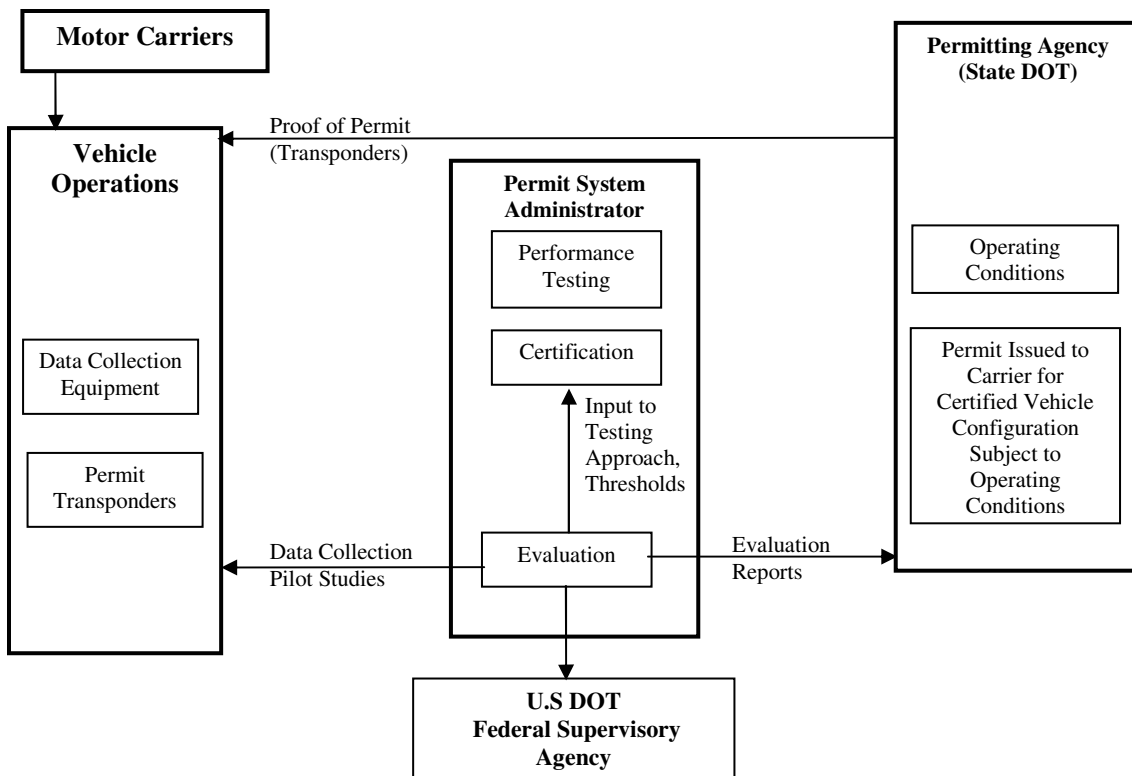 Motor Carriers
Permitting Agency
(State DOT)
Proof of Permit
(Transponders)
Vehicle
Operations
Permit System
Administrator
Performance
Testing
Operating
Conditions
Data Collection
Equipment
Certification
Permit Issued to
Carrier for
Certified Vehicle
Configuration
Subject to
Operating
Conditions
Input to
Testing
Approach,
Thresholds
Permit
Transponders
Data Collection
Pilot Studies
Evaluation
Evaluation
Reports
U.S DOT
Federal Supervisory
Agency